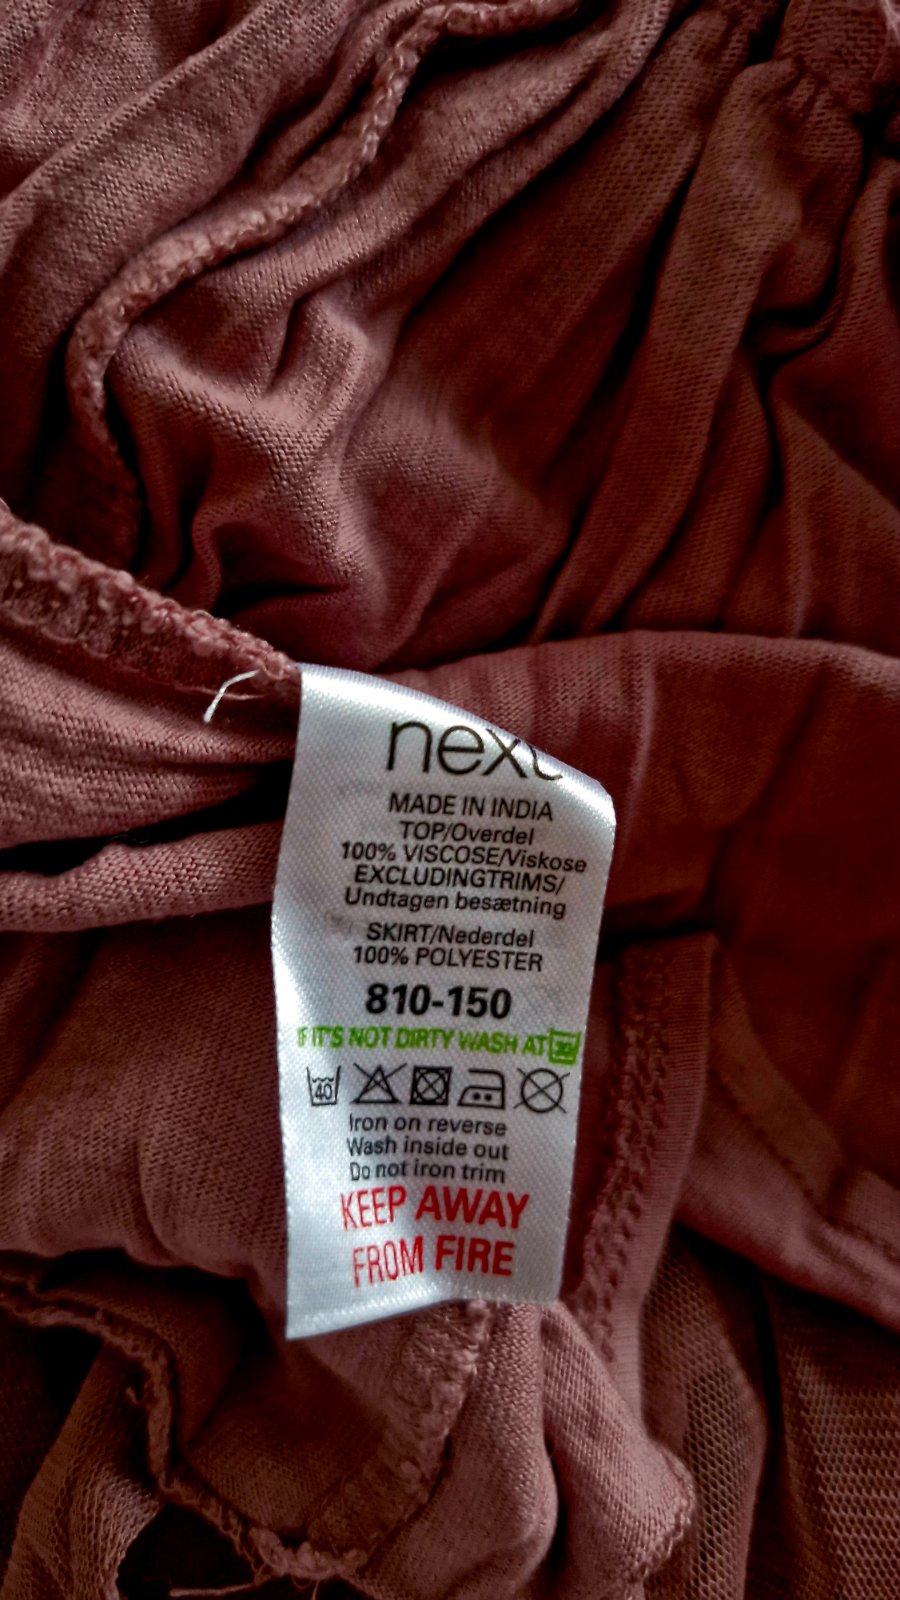 next
MADE IN INDIA
TOP/Overdel
100% VISCOSE/Viskose
EXCLUDINGTRIMS/
Undtagen besætning
SKIRT/Nederdel
100% POLYESTER
810-150
IF IT'S NOT DIRTY WASH AT 30
40
Iron on reverse
Wash inside out
Do not iron trim
KEEP AWAY
FROM FIRE